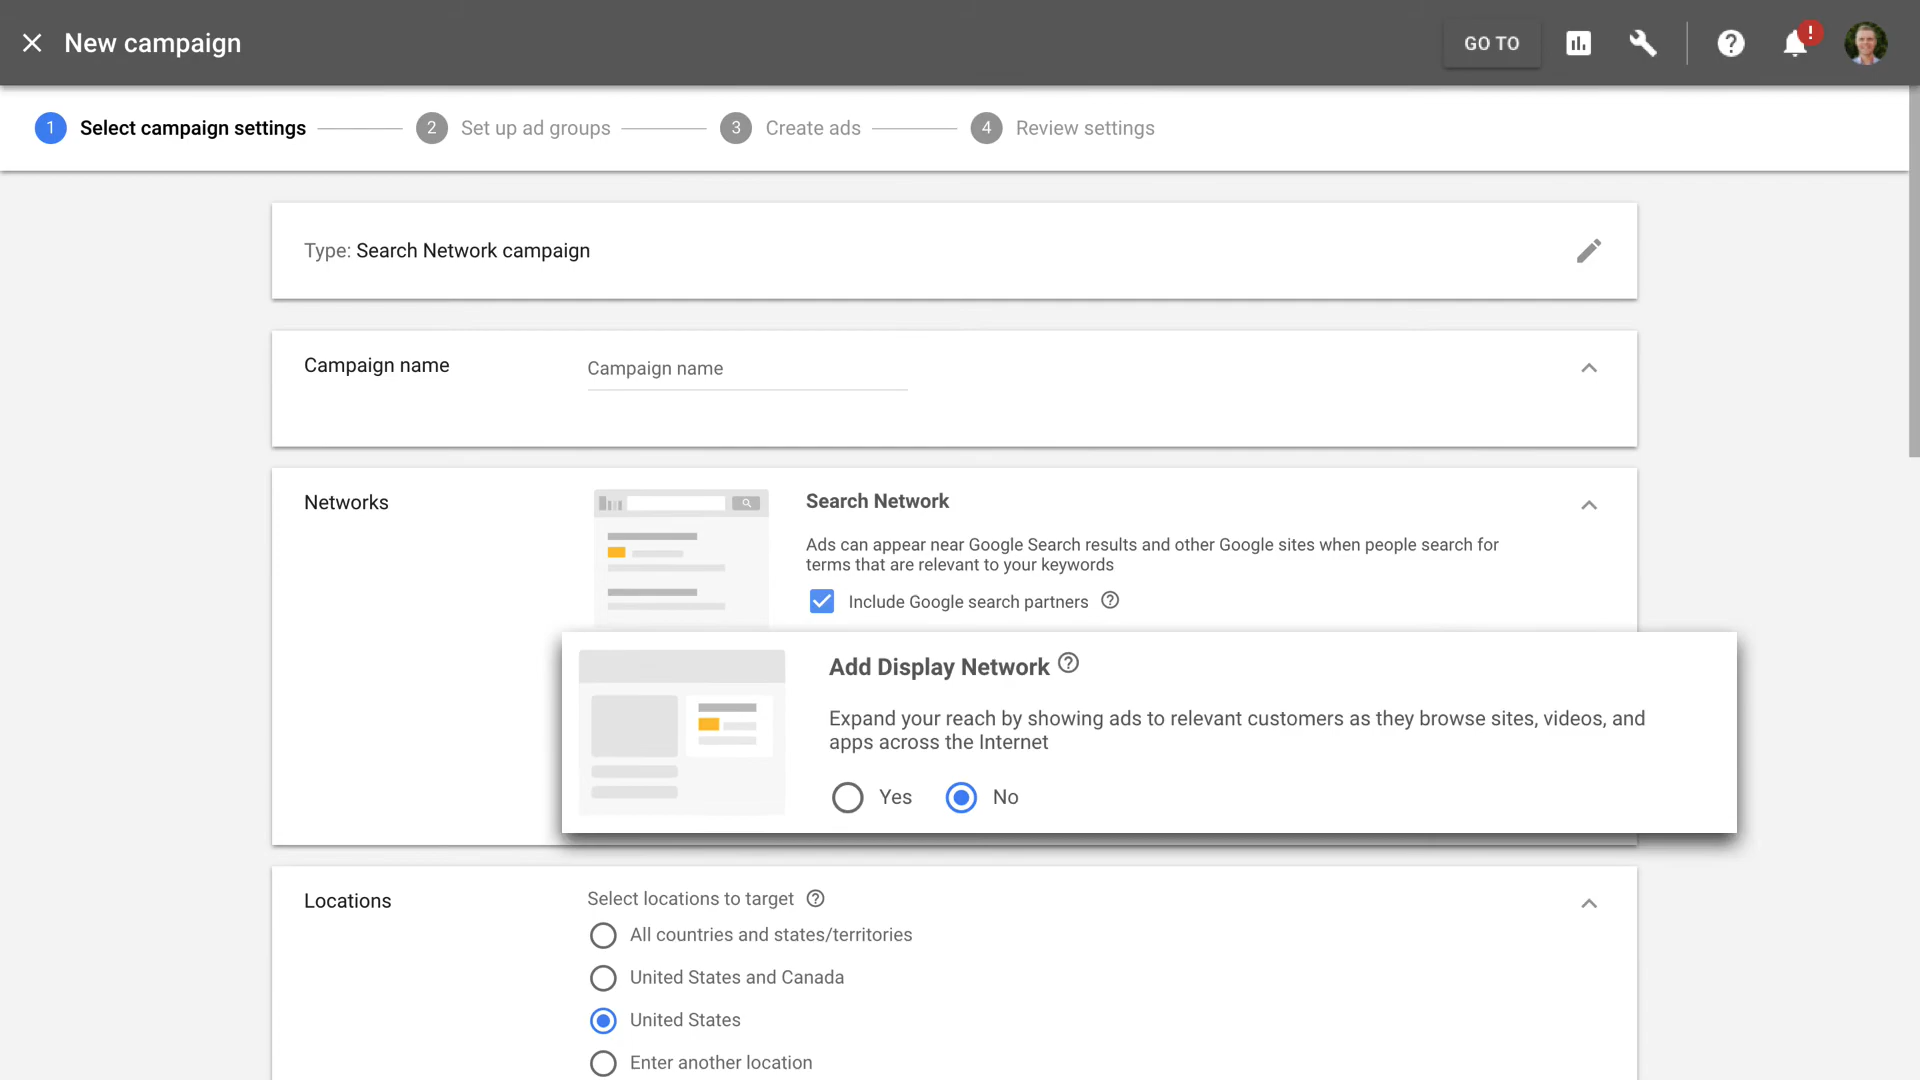 New campaign
GO TO
!
1 Select campaign settings
2 Set up ad groups
3 Create ads
4 Review settings
Type: Search Network campaign
Campaign name
Campaign name
Networks
Search Network
Ads can appear near Google Search results and other Google sites when people search for
terms that are relevant to your keywords
Include Google search partners ?
Add Display Network ?
Expand your reach by showing ads to relevant customers as they browse sites, videos, and
apps across the Internet
Yes No
Locations
Select locations to target ?
All countries and states/territories
United States and Canada
United States
Enter another location